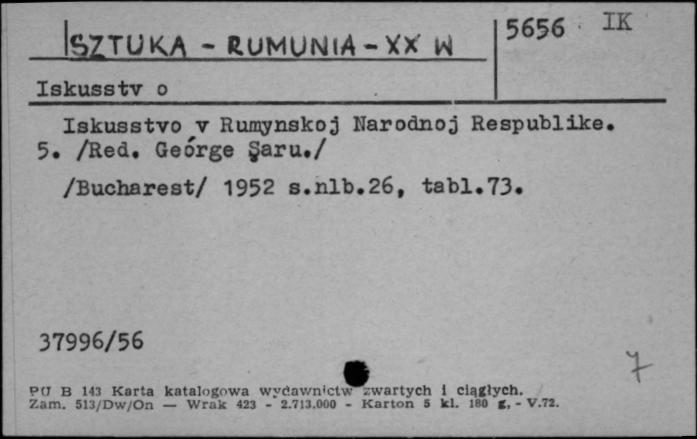 SZTUKA - RUMUNIA - XX W
5656 IK
Iskusstv o
Iskusstvo v Rumynskoj Narodnoj Respublike.
5. /Red. Geórge Şaru./
/Bucharest/ 1952 s.nlb.26, tabl.73.
37996/56
7
PU B 143 Karta katalogowa wydawnictw zwartych i ciągłych.
Zam. 513/Dw/On — Wrak 423 - 2.713.000 - Karton 5 kl. 180 g, - V.72.